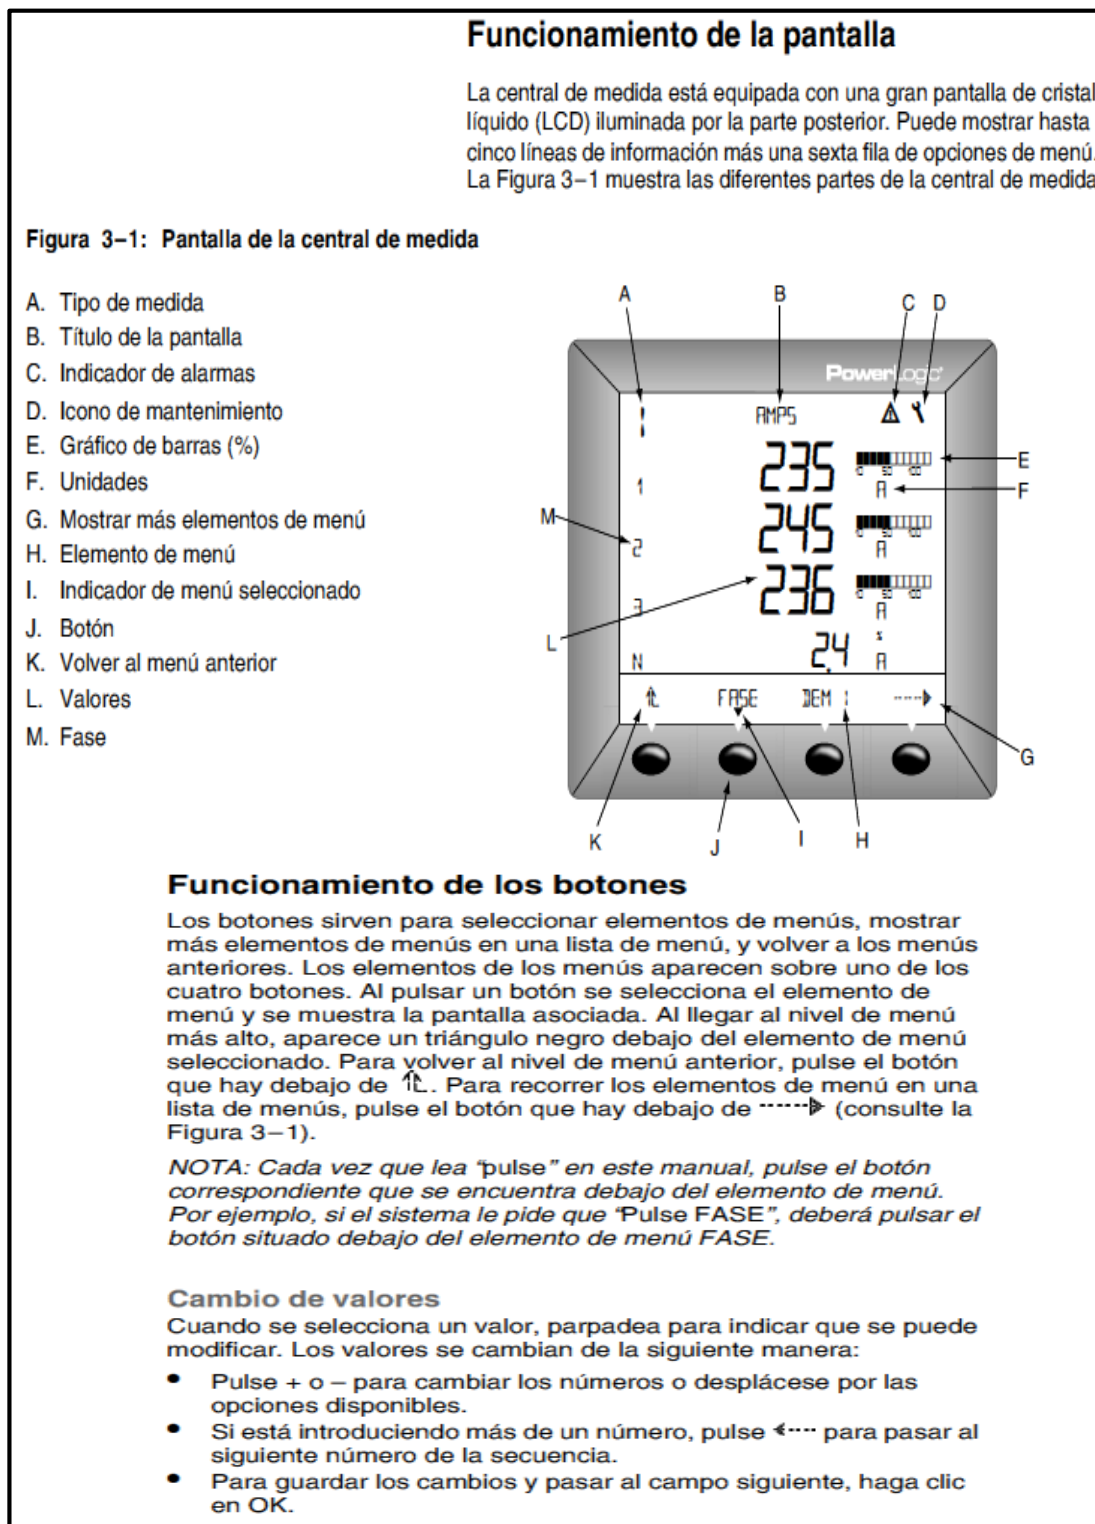 Funcionamiento de la pantalla
La central de medida está equipada con una gran pantalla de cristal
líquido (LCD) iluminada por la parte posterior. Puede mostrar hasta
cinco líneas de información más una sexta fila de opciones de menú.
La Figura 3–1 muestra las diferentes partes de la central de medida
Figura 3–1: Pantalla de la central de medida
A. Tipo de medida
B. Título de la pantalla
C. Indicador de alarmas
D. Icono de mantenimiento
E. Gráfico de barras (%)
F. Unidades
G. Mostrar más elementos de menú
H. Elemento de menú
I. Indicador de menú seleccionado
J. Botón
K. Volver al menú anterior
L. Valores
M. Fase
A B C D
PowerLogic
I AMPS
1 235 0 50 100 E
A F
M 2 245 0 50 100
A
3 236 0 50 100
A
L
N 2.4 % A
FASE DEM I
G
K J I H
Funcionamiento de los botones
Los botones sirven para seleccionar elementos de menús, mostrar
más elementos de menús en una lista de menú, y volver a los menús
anteriores. Los elementos de los menús aparecen sobre uno de los
cuatro botones. Al pulsar un botón se selecciona el elemento de
menú y se muestra la pantalla asociada. Al llegar al nivel de menú
más alto, aparece un triángulo negro debajo del elemento de menú
seleccionado. Para volver al nivel de menú anterior, pulse el botón
que hay debajo de . Para recorrer los elementos de menú en una
lista de menús, pulse el botón que hay debajo de (consulte la
Figura 3–1).
NOTA: Cada vez que lea “pulse” en este manual, pulse el botón
correspondiente que se encuentra debajo del elemento de menú.
Por ejemplo, si el sistema le pide que “Pulse FASE”, deberá pulsar el
botón situado debajo del elemento de menú FASE.
Cambio de valores
Cuando se selecciona un valor, parpadea para indicar que se puede
modificar. Los valores se cambian de la siguiente manera:
• Pulse + o – para cambiar los números o desplácese por las
opciones disponibles.
• Si está introduciendo más de un número, pulse para pasar al
siguiente número de la secuencia.
• Para guardar los cambios y pasar al campo siguiente, haga clic
en OK.